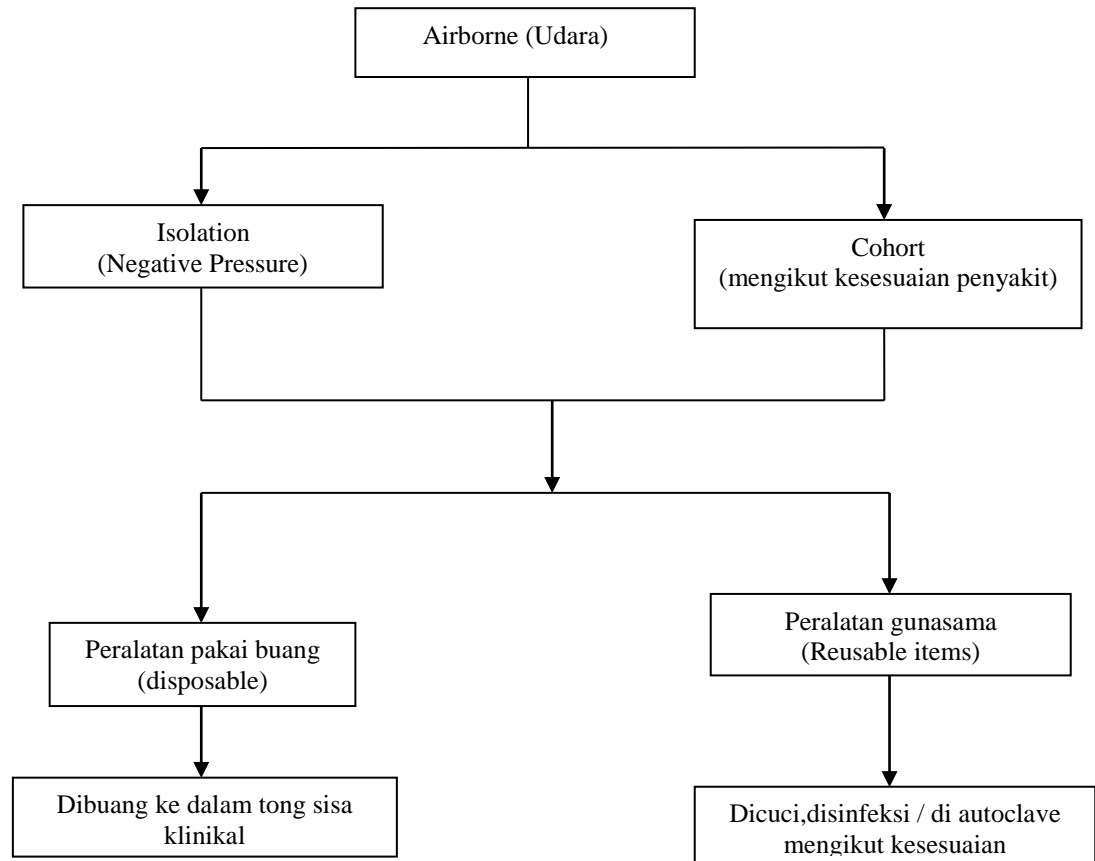 Airborne (Udara)
Isolation
(Negative Pressure)
Cohort
(mengikut kesesuaian penyakit)
Peralatan pakai buang
(disposable)
Peralatan gunasama
(Reusable items)
Dibuang ke dalam tong sisa
klinikal
Dicuci,disinfeksi / di autoclave
mengikut kesesuaian